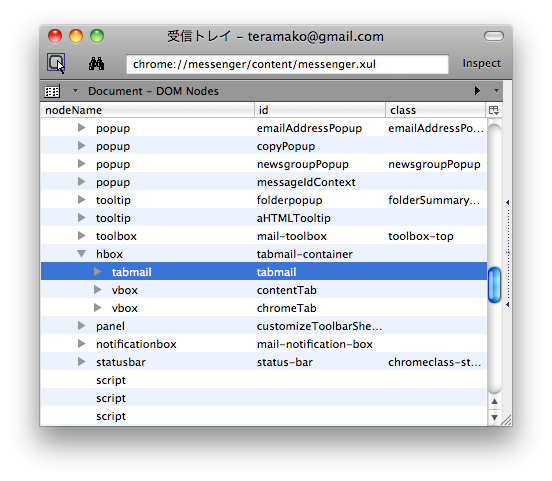 受信トレイ – teramako@gmail.com
chrome://messenger/content/messenger.xul Inspect
Document – DOM Nodes
nodeName id class
popup emailAddressPopup emailAddressPo...
popup copyPopup
popup newsgroupPopup newsgroupPopup
popup messageIdContext
tooltip folderpopup folderSummary...
tooltip aHTMLTooltip
toolbox mail-toolbox toolbox-top
hbox tabmail-container
tabmail tabmail
vbox contentTab
vbox chromeTab
panel customizeToolbarShe...
notificationbox mail-notification-box
statusbar status-bar chromeclass-st...
script
script
script